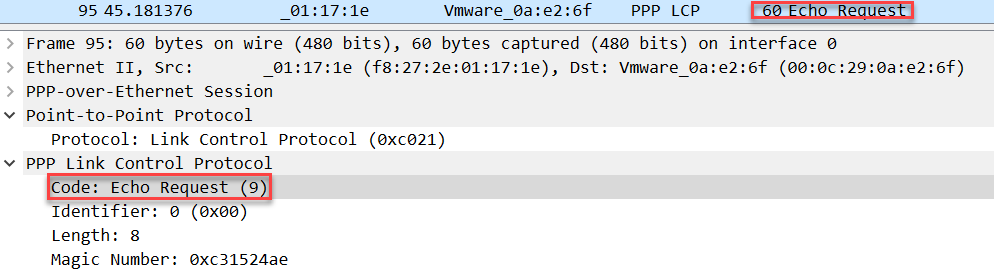 95 45.181376 _01:17:1e Vmware_0a:e2:6f PPP LCP 60 Echo Request
Frame 95: 60 bytes on wire (480 bits), 60 bytes captured (480 bits) on interface 0
Ethernet II, Src: _01:17:1e (f8:27:2e:01:17:1e), Dst: Vmware_0a:e2:6f (00:0c:29:0a:e2:6f)
PPP-over-Ethernet Session
Point-to-Point Protocol
Protocol: Link Control Protocol (0xc021)
PPP Link Control Protocol
Code: Echo Request (9)
Identifier: 0 (0x00)
Length: 8
Magic Number: 0xc31524ae